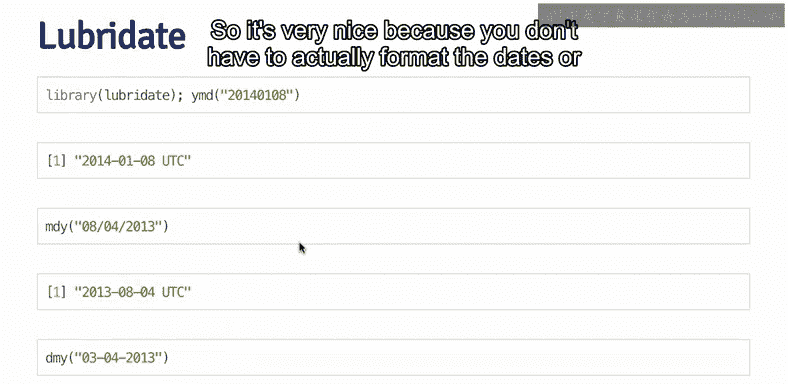 Lubridate
So it's very nice because you don't
have to actually format the dates or
library(lubridate); ymd("20140108")
[1] "2014-01-08 UTC"
mdy("08/04/2013")
[1] "2013-08-04 UTC"
dmy("03-04-2013")